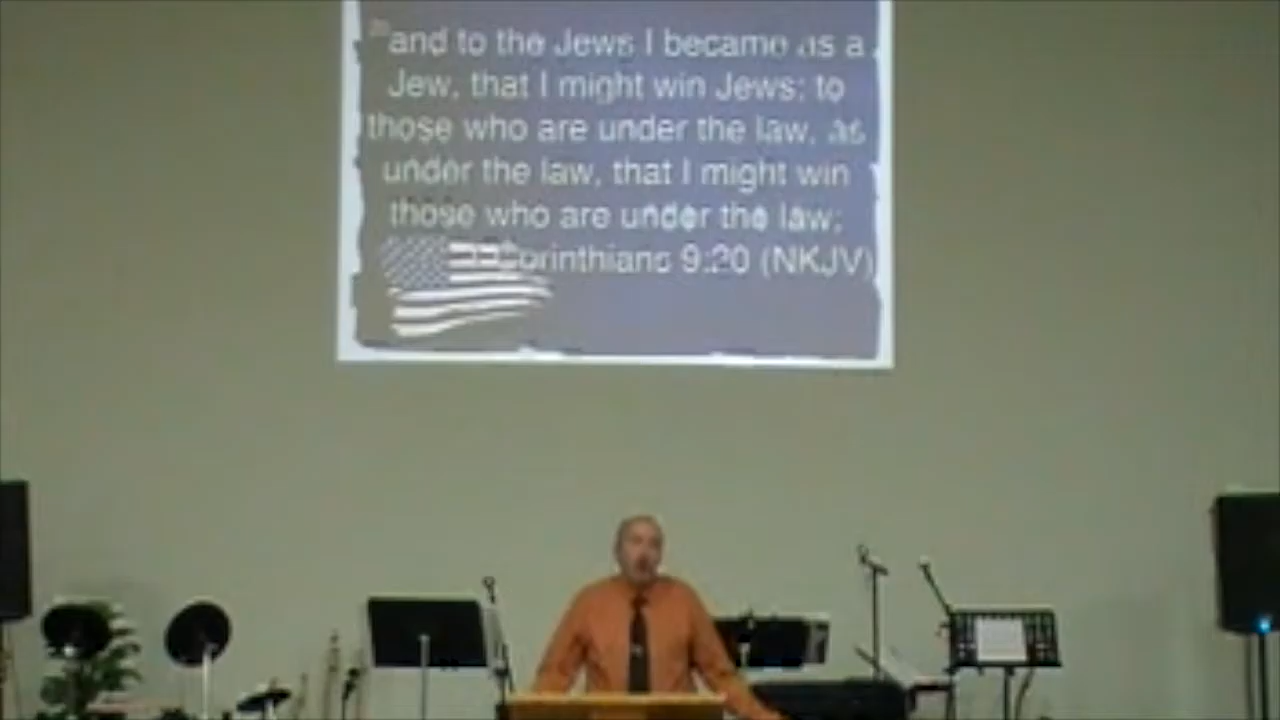 20 and to the Jews I became as a
Jew, that I might win Jews; to
those who are under the law, as
under the law, that I might win
those who are under the law;
Corinthians 9:20 (NKJV)